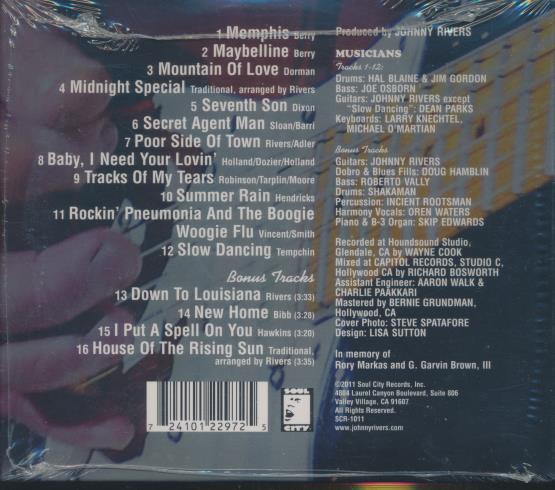 1 Memphis Berry
2 Maybelline Berry
3 Mountain Of Love Dorman
4 Midnight Special Traditional, arranged by Rivers
5 Seventh Son Dixon
6 Secret Agent Man Sloan/Barri
7 Poor Side Of Town Rivers/Adler
8 Baby, I Need Your Lovin' Holland/Dozier/Holland
9 Tracks Of My Tears Robinson/Tarplin/Moore
10 Summer Rain Hendricks
11 Rockin' Pneumonia And The Boogie
Woogie Flu Vincent/Smith
12 Slow Dancing Tempchin
Bonus Tracks
13 Down To Louisiana Rivers (3:33)
14 New Home Bibb (3:28)
15 I Put A Spell On You Hawkins (3:20)
16 House Of The Rising Sun Traditional,
arranged by Rivers (3:35)
7 24101 22972 5
SOUL
CITY
Produced by JOHNNY RIVERS
MUSICIANS
Tracks 1-12:
Drums: HAL BLAINE & JIM GORDON
Bass: JOE OSBORN
Guitars: JOHNNY RIVERS except
"Slow Dancing": DEAN PARKS
Keyboards: LARRY KNECHTEL,
MICHAEL O'MARTIAN
Bonus Tracks
Guitars: JOHNNY RIVERS
Dobro & Blues Fills: DOUG HAMBLIN
Bass: ROBERTO VALLY
Drums: SHAKAMAN
Percussion: INCIENT ROOTSMAN
Harmony Vocals: OREN WATERS
Piano & B-3 Organ: SKIP EDWARDS
Recorded at Houndsound Studio,
Glendale, CA by WAYNE COOK
Mixed at CAPITOL RECORDS, STUDIO C,
Hollywood CA by RICHARD BOSWORTH
Assistant Engineer: AARON WALK &
CHARLIE PAAKKARI
Mastered by BERNIE GRUNDMAN,
Hollywood, CA
Cover Photo: STEVE SPATAFORE
Design: LISA SUTTON
In memory of
Rory Markas and G. Garvin Brown, III
©2011 Soul City Records, Inc.
4804 Laurel Canyon Boulevard, Suite 606
Valley Village, CA 91607
All Rights Reserved.
SCR-1011
www.johnnyrivers.com